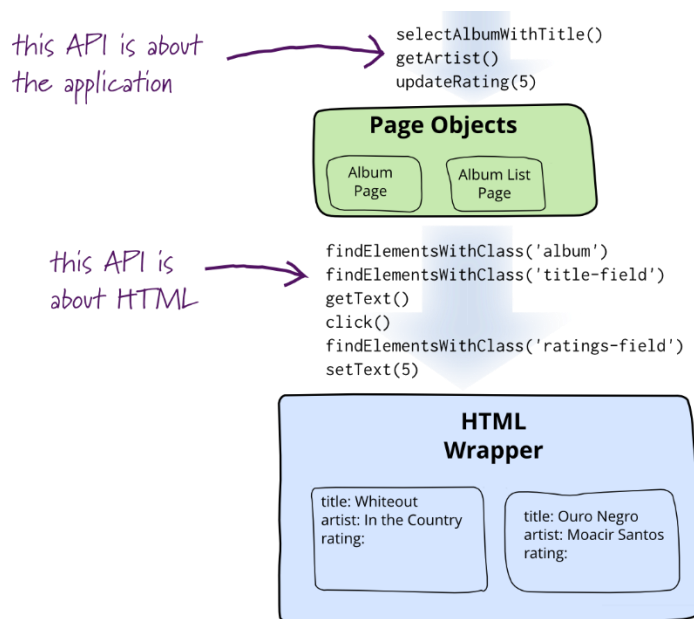 this API is about
the application
selectAlbumWithTitle()
getArtist()
updateRating(5)
Page Objects
Album
Page
Album List
Page
this API is
about HTML
findElementsWithClass('album')
findElementsWithClass('title-field')
getText()
click()
findElementsWithClass('ratings-field')
setText(5)
HTML
Wrapper
title: Whiteout
artist: In the Country
rating:
title: Ouro Negro
artist: Moacir Santos
rating: